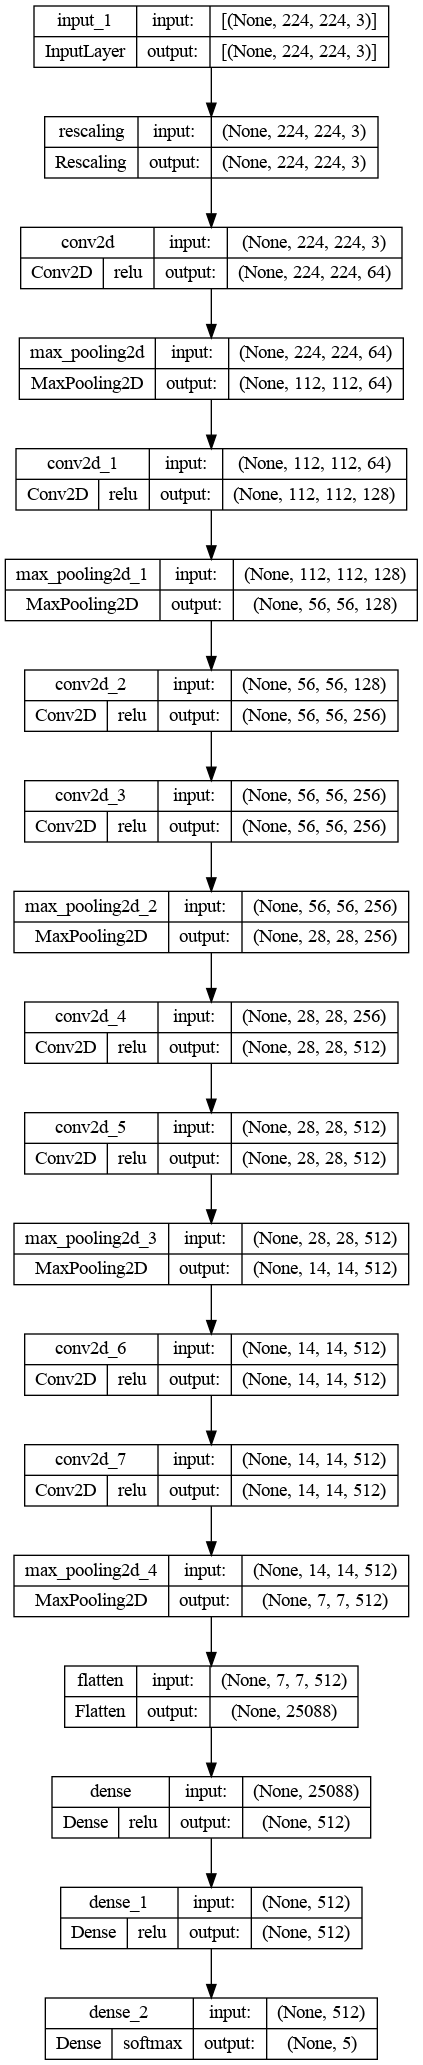 input_1 input: [(None, 224, 224, 3)]
InputLayer output: [(None, 224, 224, 3)]
rescaling input: (None, 224, 224, 3)
Rescaling output: (None, 224, 224, 3)
conv2d input: (None, 224, 224, 3)
Conv2D relu output: (None, 224, 224, 64)
max_pooling2d input: (None, 224, 224, 64)
MaxPooling2D output: (None, 112, 112, 64)
conv2d_1 input: (None, 112, 112, 64)
Conv2D relu output: (None, 112, 112, 128)
max_pooling2d_1 input: (None, 112, 112, 128)
MaxPooling2D output: (None, 56, 56, 128)
conv2d_2 input: (None, 56, 56, 128)
Conv2D relu output: (None, 56, 56, 256)
conv2d_3 input: (None, 56, 56, 256)
Conv2D relu output: (None, 56, 56, 256)
max_pooling2d_2 input: (None, 56, 56, 256)
MaxPooling2D output: (None, 28, 28, 256)
conv2d_4 input: (None, 28, 28, 256)
Conv2D relu output: (None, 28, 28, 512)
conv2d_5 input: (None, 28, 28, 512)
Conv2D relu output: (None, 28, 28, 512)
max_pooling2d_3 input: (None, 28, 28, 512)
MaxPooling2D output: (None, 14, 14, 512)
conv2d_6 input: (None, 14, 14, 512)
Conv2D relu output: (None, 14, 14, 512)
conv2d_7 input: (None, 14, 14, 512)
Conv2D relu output: (None, 14, 14, 512)
max_pooling2d_4 input: (None, 14, 14, 512)
MaxPooling2D output: (None, 7, 7, 512)
flatten input: (None, 7, 7, 512)
Flatten output: (None, 25088)
dense input: (None, 25088)
Dense relu output: (None, 512)
dense_1 input: (None, 512)
Dense relu output: (None, 512)
dense_2 input: (None, 512)
Dense softmax output: (None, 5)